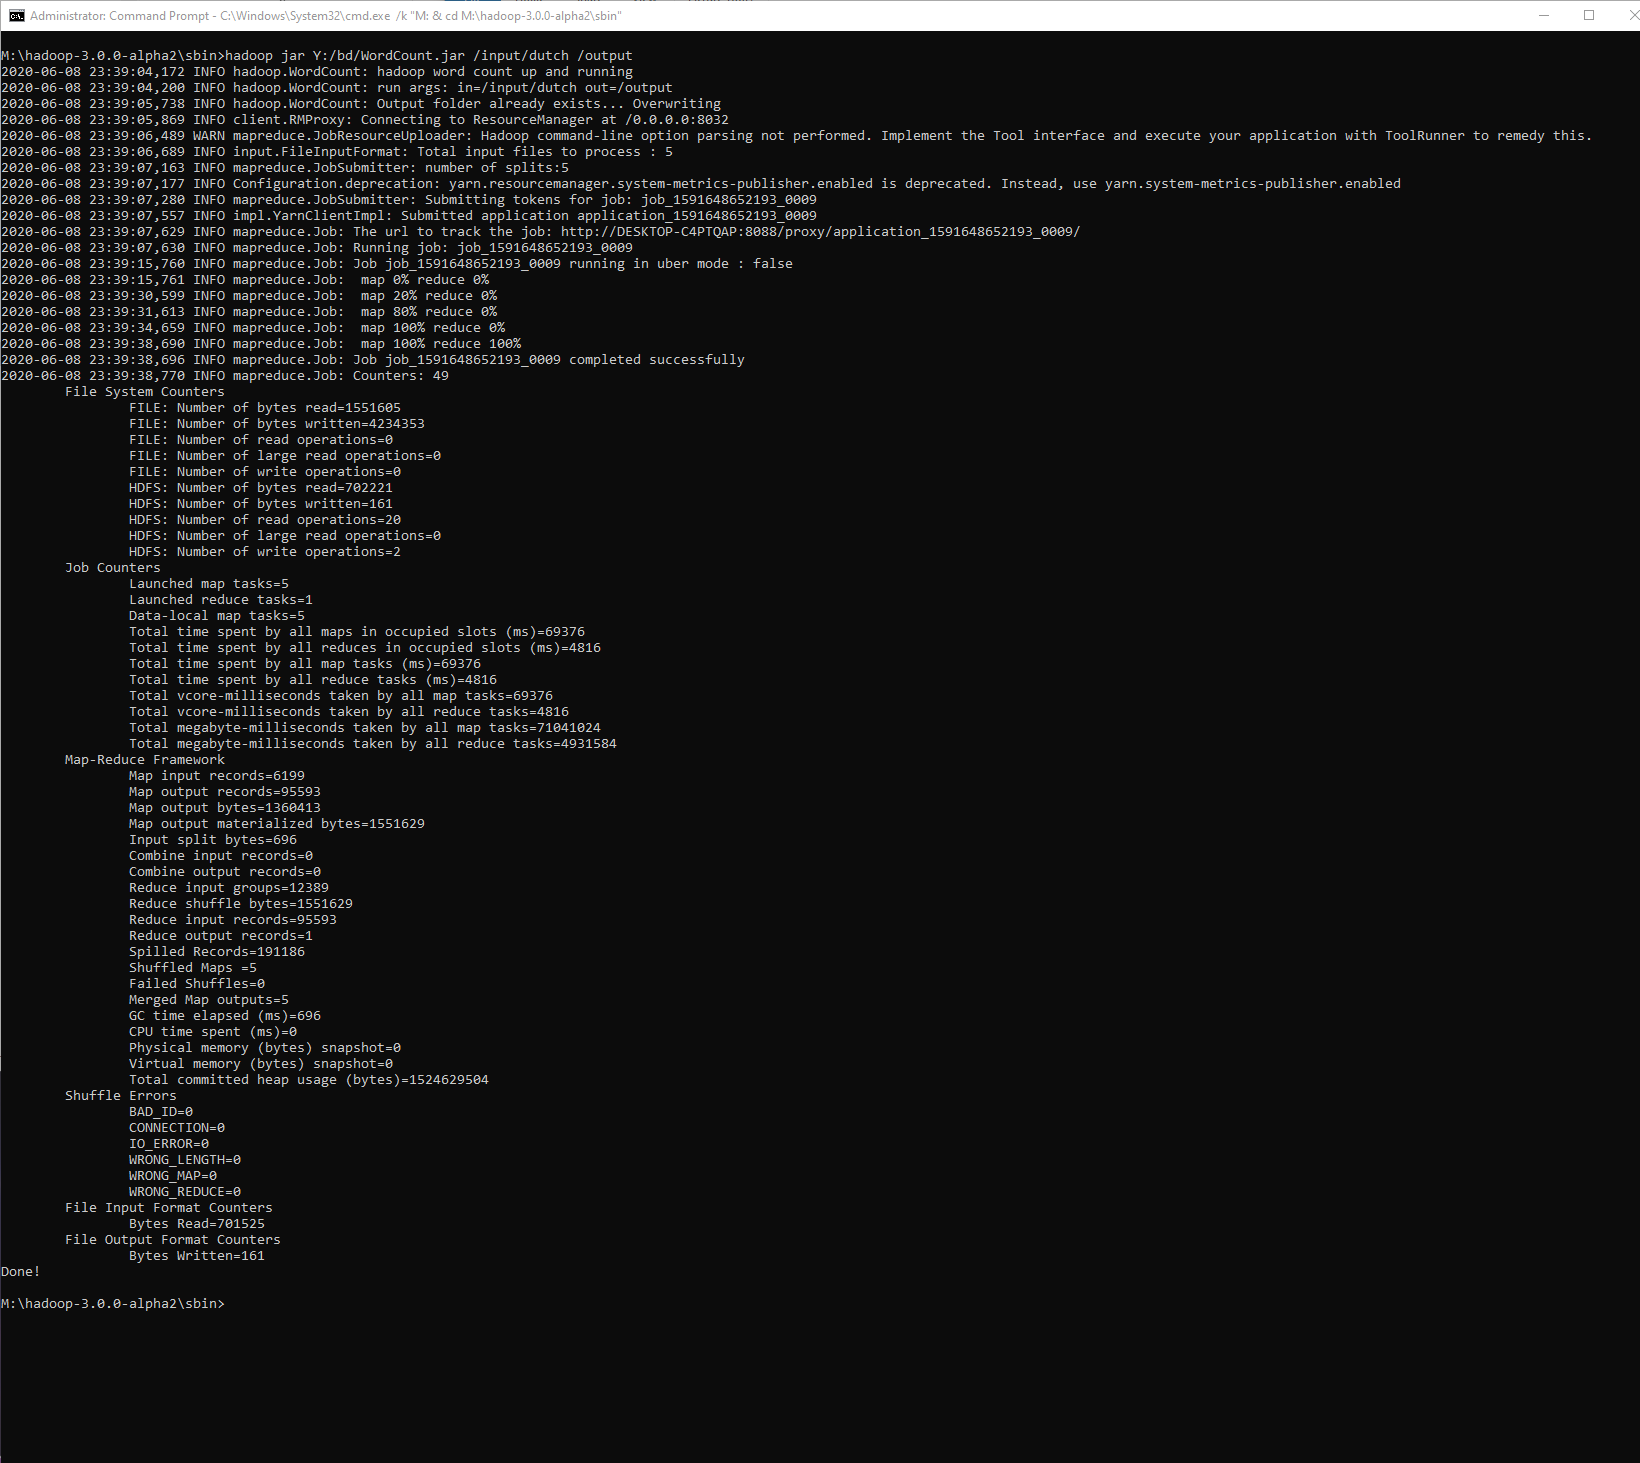 Administrator: Command Prompt - C:\Windows\System32\cmd.exe /k "M: & cd M:\hadoop-3.0.0-alpha2\sbin"
M:\hadoop-3.0.0-alpha2\sbin>hadoop jar Y:/bd/WordCount.jar /input/dutch /output
2020-06-08 23:39:04,172 INFO hadoop.WordCount: hadoop word count up and running
2020-06-08 23:39:04,200 INFO hadoop.WordCount: run args: in=/input/dutch out=/output
2020-06-08 23:39:05,738 INFO hadoop.WordCount: Output folder already exists... Overwriting
2020-06-08 23:39:05,869 INFO client.RMProxy: Connecting to ResourceManager at /0.0.0.0:8032
2020-06-08 23:39:06,489 WARN mapreduce.JobResourceUploader: Hadoop command-line option parsing not performed. Implement the Tool interface and execute your application with ToolRunner to remedy this.
2020-06-08 23:39:06,689 INFO input.FileInputFormat: Total input files to process : 5
2020-06-08 23:39:07,163 INFO mapreduce.JobSubmitter: number of splits:5
2020-06-08 23:39:07,177 INFO Configuration.deprecation: yarn.resourcemanager.system-metrics-publisher.enabled is deprecated. Instead, use yarn.system-metrics-publisher.enabled
2020-06-08 23:39:07,280 INFO mapreduce.JobSubmitter: Submitting tokens for job: job_1591648652193_0009
2020-06-08 23:39:07,557 INFO impl.YarnClientImpl: Submitted application application_1591648652193_0009
2020-06-08 23:39:07,629 INFO mapreduce.Job: The url to track the job: http://DESKTOP-C4PTQAP:8088/proxy/application_1591648652193_0009/
2020-06-08 23:39:07,630 INFO mapreduce.Job: Running job: job_1591648652193_0009
2020-06-08 23:39:15,760 INFO mapreduce.Job: Job job_1591648652193_0009 running in uber mode : false
2020-06-08 23:39:15,761 INFO mapreduce.Job:  map 0% reduce 0%
2020-06-08 23:39:30,599 INFO mapreduce.Job:  map 20% reduce 0%
2020-06-08 23:39:31,613 INFO mapreduce.Job:  map 80% reduce 0%
2020-06-08 23:39:34,659 INFO mapreduce.Job:  map 100% reduce 0%
2020-06-08 23:39:38,690 INFO mapreduce.Job:  map 100% reduce 100%
2020-06-08 23:39:38,696 INFO mapreduce.Job: Job job_1591648652193_0009 completed successfully
2020-06-08 23:39:38,770 INFO mapreduce.Job: Counters: 49
File System Counters
FILE: Number of bytes read=1551605
FILE: Number of bytes written=4234353
FILE: Number of read operations=0
FILE: Number of large read operations=0
FILE: Number of write operations=0
HDFS: Number of bytes read=702221
HDFS: Number of bytes written=161
HDFS: Number of read operations=20
HDFS: Number of large read operations=0
HDFS: Number of write operations=2
Job Counters
Launched map tasks=5
Launched reduce tasks=1
Data-local map tasks=5
Total time spent by all maps in occupied slots (ms)=69376
Total time spent by all reduces in occupied slots (ms)=4816
Total time spent by all map tasks (ms)=69376
Total time spent by all reduce tasks (ms)=4816
Total vcore-milliseconds taken by all map tasks=69376
Total vcore-milliseconds taken by all reduce tasks=4816
Total megabyte-milliseconds taken by all map tasks=71041024
Total megabyte-milliseconds taken by all reduce tasks=4931584
Map-Reduce Framework
Map input records=6199
Map output records=95593
Map output bytes=1360413
Map output materialized bytes=1551629
Input split bytes=696
Combine input records=0
Combine output records=0
Reduce input groups=12389
Reduce shuffle bytes=1551629
Reduce input records=95593
Reduce output records=1
Spilled Records=191186
Shuffled Maps =5
Failed Shuffles=0
Merged Map outputs=5
GC time elapsed (ms)=696
CPU time spent (ms)=0
Physical memory (bytes) snapshot=0
Virtual memory (bytes) snapshot=0
Total committed heap usage (bytes)=1524629504
Shuffle Errors
BAD_ID=0
CONNECTION=0
IO_ERROR=0
WRONG_LENGTH=0
WRONG_MAP=0
WRONG_REDUCE=0
File Input Format Counters
Bytes Read=701525
File Output Format Counters
Bytes Written=161
Done!
M:\hadoop-3.0.0-alpha2\sbin>